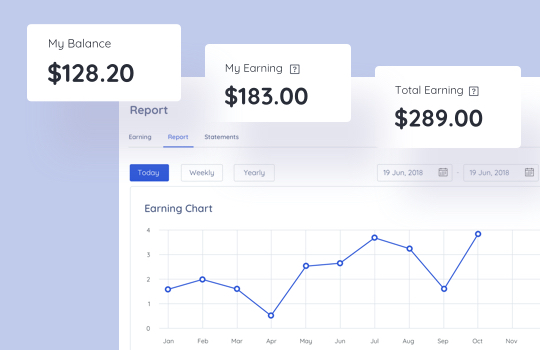 My Balance
$128.20
My Earning ?
$183.00
Total Earning ?
$289.00
Report
Earning Report Statements
Today Weekly Yearly 19 Jun, 2018 - 19 Jun, 2018
Earning Chart
4
3
2
1
0
Jan Feb Mar Apr May Jun Jul Aug Sep Oct Nov